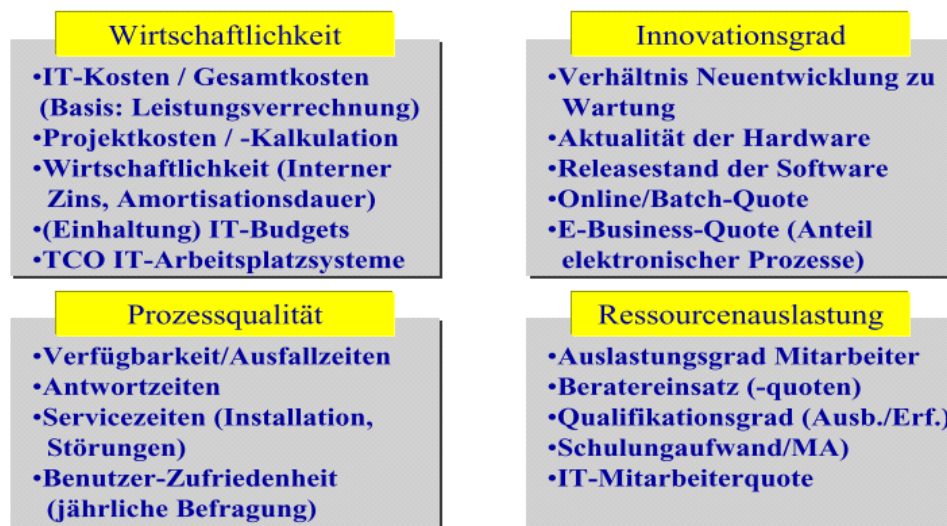 Wirtschaftlichkeit
•IT-Kosten / Gesamtkosten
(Basis: Leistungsverrechnung)
•Projektkosten / -Kalkulation
•Wirtschaftlichkeit (Interner
Zins, Amortisationsdauer)
•(Einhaltung) IT-Budgets
•TCO IT-Arbeitsplatzsysteme
Innovationsgrad
•Verhältnis Neuentwicklung zu
Wartung
•Aktualität der Hardware
•Releasestand der Software
•Online/Batch-Quote
•E-Business-Quote (Anteil
elektronischer Prozesse)
Prozessqualität
•Verfügbarkeit/Ausfallzeiten
•Antwortzeiten
•Servicezeiten (Installation,
Störungen)
•Benutzer-Zufriedenheit
(jährliche Befragung)
Ressourcenauslastung
•Auslastungsgrad Mitarbeiter
•Beratereinsatz (-quoten)
•Qualifikationsgrad (Ausb./Erf.)
•Schulungaufwand/MA)
•IT-Mitarbeiterquote